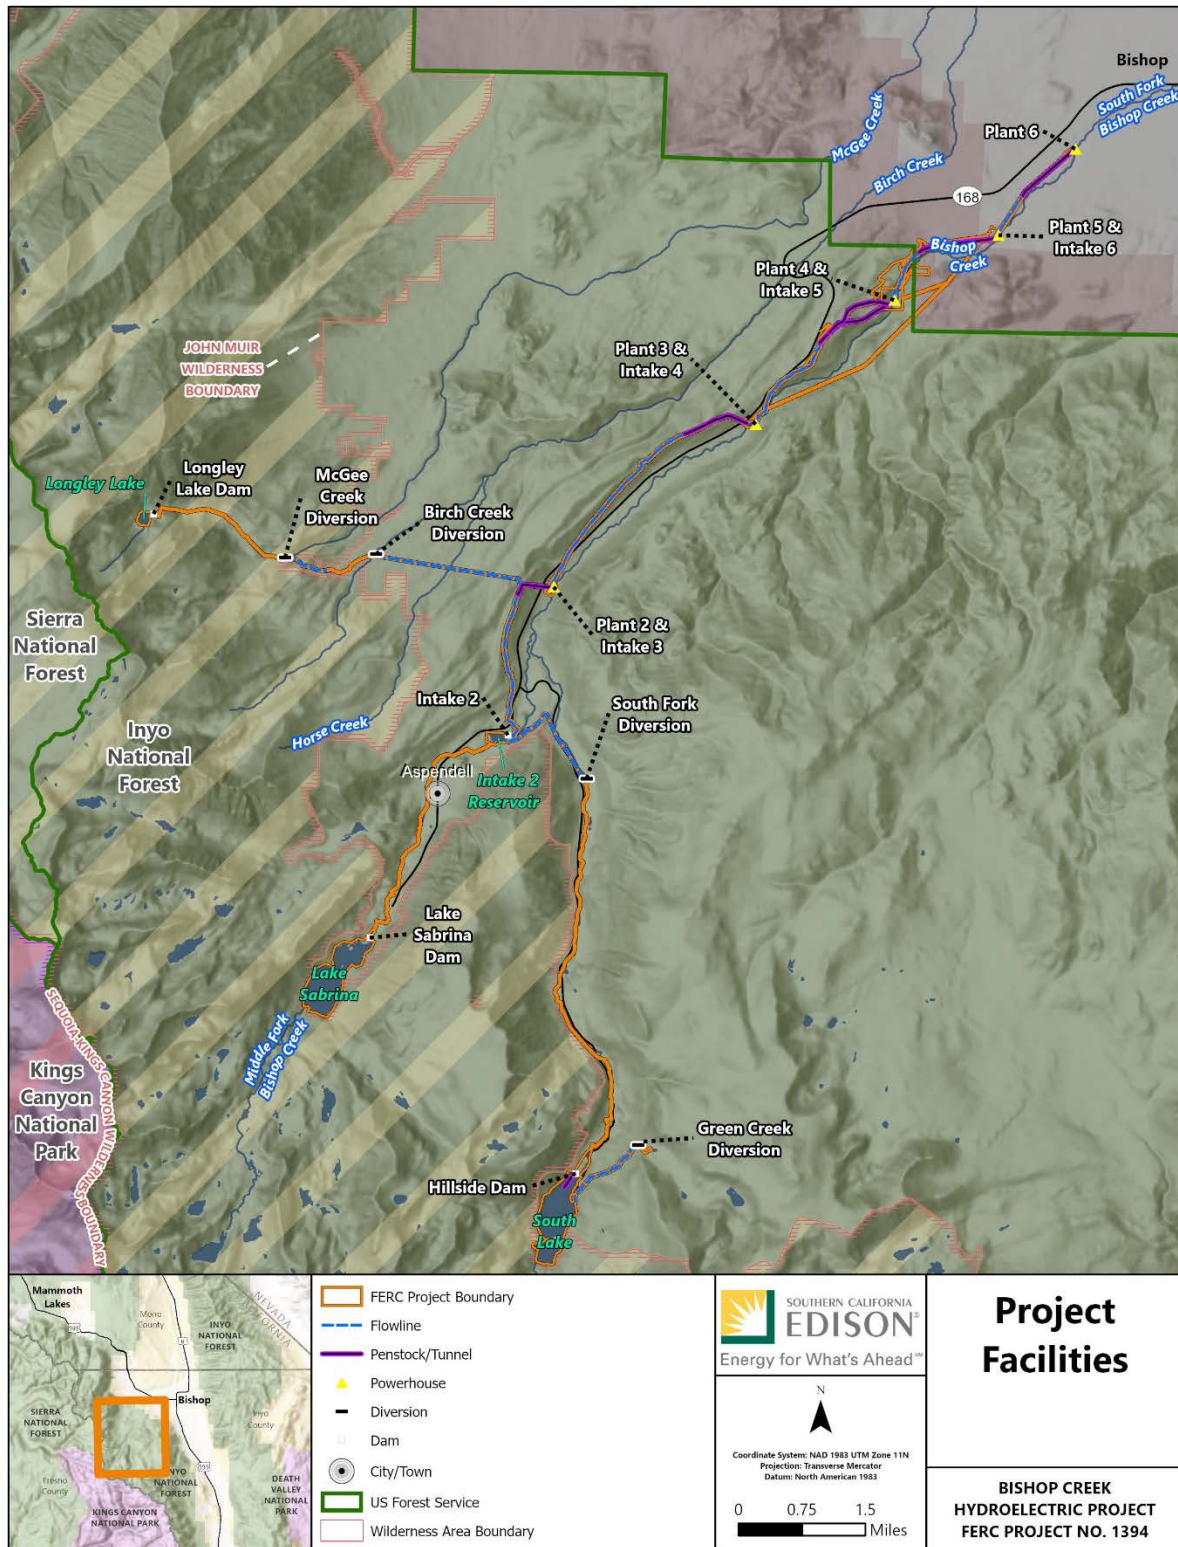 Bishop
South Fork
Bishop Creek
Plant 6
McGee Creek
Birch Creek
168
Plant 5 &
Intake 6
Bishop
Creek
Plant 4 &
Intake 5
JOHN MUIR
WILDERNESS
BOUNDARY
Plant 3 &
Intake 4
Longley Lake
Longley
Lake Dam
McGee
Creek
Diversion
Birch Creek
Diversion
Sierra
National
Forest
Plant 2 &
Intake 3
Inyo
National
Forest
Horse Creek
Intake 2
South Fork
Diversion
Aspendell
Intake 2
Reservoir
Lake
Sabrina
Dam
Lake
Sabrina
Middle Fork
Bishop Creek
SEQUOIA-KINGS CANYON WILDERNESS BOUNDARY
Kings
Canyon
National
Park
Green Creek
Diversion
Hillside Dam
South
Lake
Mammoth
Lakes
Mono
County
NEVADA
CALIFORNIA
INYO
NATIONAL
FOREST
395
6
Bishop
SIERRA
NATIONAL
FOREST
Inyo
County
Fresno
County
INYO
NATIONAL
FOREST
395
DEATH
VALLEY
NATIONAL
PARK
KINGS CANYON
NATIONAL PARK
FERC Project Boundary
Flowline
Penstock/Tunnel
Powerhouse
Diversion
Dam
City/Town
US Forest Service
Wilderness Area Boundary
SOUTHERN CALIFORNIA
EDISON®
Energy for What's Ahead℠
N
Coordinate System: NAD 1983 UTM Zone 11N
Projection: Transverse Mercator
Datum: North American 1983
0 0.75 1.5
Miles
Project
Facilities
BISHOP CREEK
HYDROELECTRIC PROJECT
FERC PROJECT NO. 1394